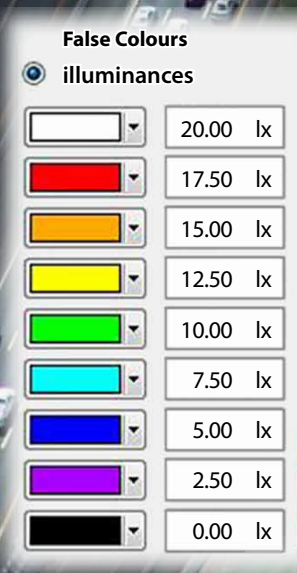 False Colours
illuminances
20.00 lx
17.50 lx
15.00 lx
12.50 lx
10.00 lx
7.50 lx
5.00 lx
2.50 lx
0.00 lx